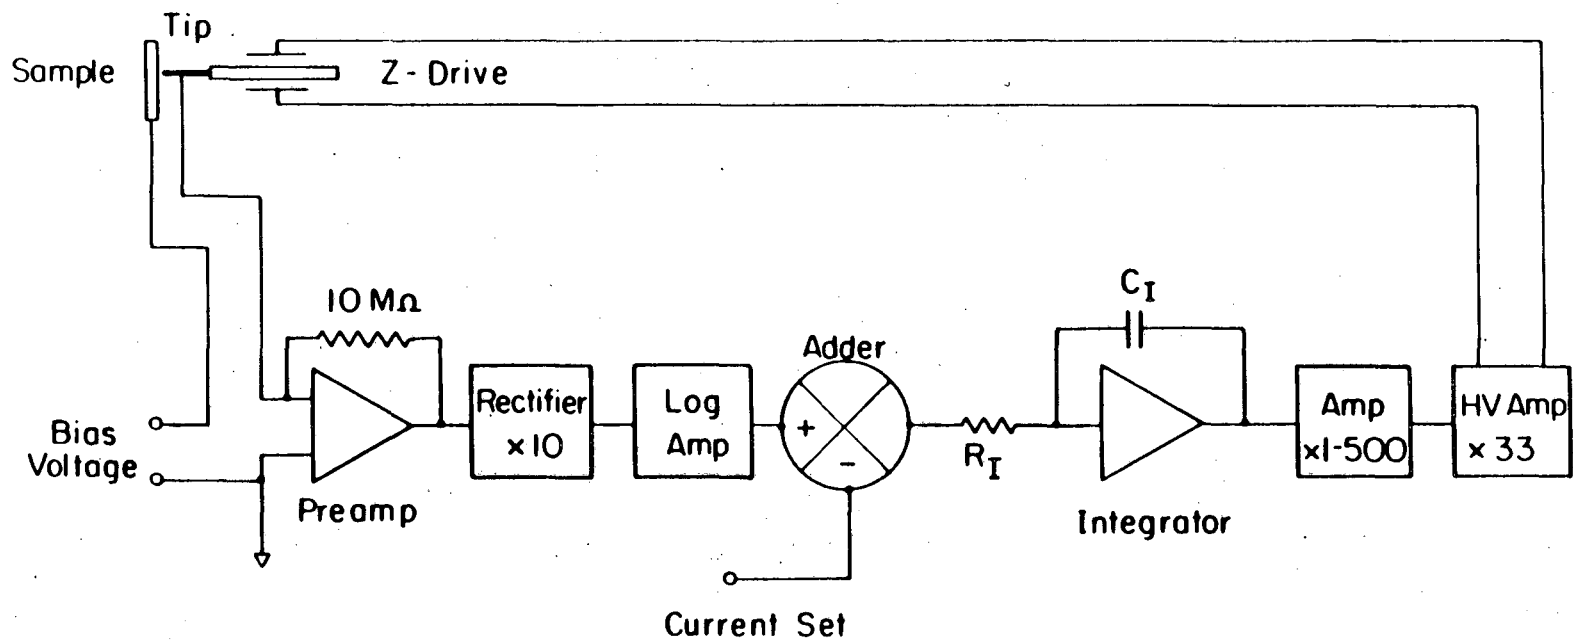 Tip
Sample
Z-Drive
10 MΩ
C_I
Adder
Rectifier
×10
Log
Amp
+
-
R_I
Amp
×1-500
HV Amp
× 33
Bias
Voltage
Preamp
Integrator
Current Set